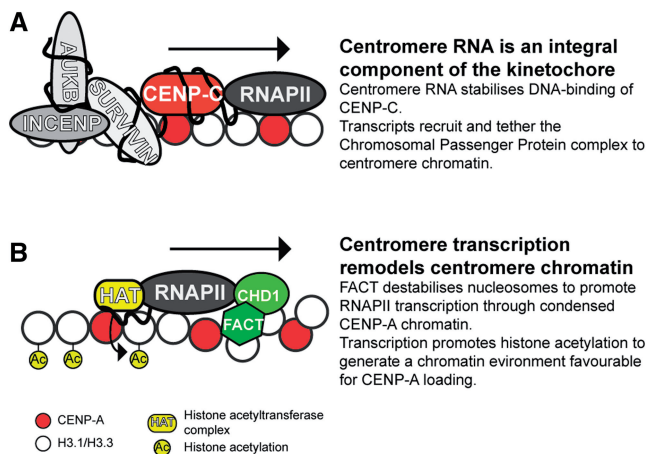 A
AUKB
SURVIVIN
INCENP
CENP-C
RNAPII
Centromere RNA is an integral
component of the kinetochore
Centromere RNA stabilises DNA-binding of
CENP-C.
Transcripts recruit and tether the
Chromosomal Passenger Protein complex to
centromere chromatin.
B
HAT
RNAPII
CHD1
FACT
Ac
Ac
Ac
Centromere transcription
remodels centromere chromatin
FACT destabilises nucleosomes to promote
RNAPII transcription through condensed
CENP-A chromatin.
Transcription promotes histone acetylation to
generate a chromatin evironment favourable
for CENP-A loading.
CENP-A
H3.1/H3.3
HAT
Histone acetyltransferase
complex
Ac
Histone acetylation